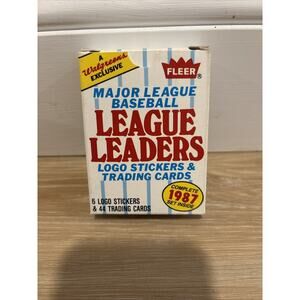 A
Walgreens
EXCLUSIVE
FLEER®
MAJOR LEAGUE
BASEBALL
LEAGUE
LEADERS
LOGO STICKERS &
TRADING CARDS
COMPLETE
1987
SET INSIDE
6 LOGO STICKERS
& 44 TRADING CARDS